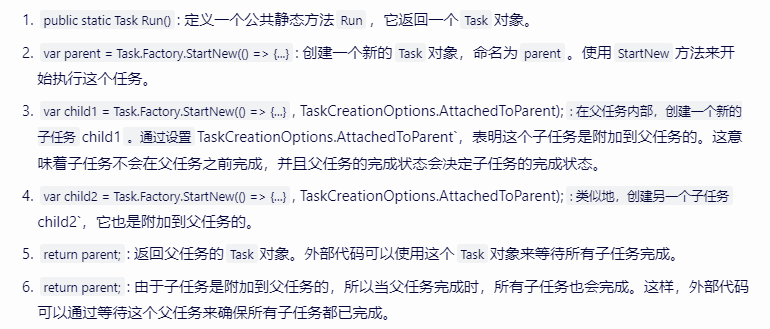 1. public static Task Run() : 定义一个公共静态方法 Run ，它返回一个 Task 对象。
2. var parent = Task.Factory.StartNew(() => {...} : 创建一个新的 Task 对象，命名为 parent 。使用 StartNew 方法来开
始执行这个任务。
3. var child1 = Task.Factory.StartNew(() => {...} , TaskCreationOptions.AttachedToParent); : 在父任务内部，创建一个新的
子任务 child1 。通过设置 TaskCreationOptions.AttachedToParent`，表明这个子任务是附加到父任务的。这意
味着子任务不会在父任务之前完成，并且父任务的完成状态会决定子任务的完成状态。
4. var child2 = Task.Factory.StartNew(() => {...} , TaskCreationOptions.AttachedToParent); : 类似地，创建另一个子任务
child2`，它也是附加到父任务的。
5. return parent; : 返回父任务的 Task 对象。外部代码可以使用这个 Task 对象来等待所有子任务完成。
6. return parent; : 由于子任务是附加到父任务的，所以当父任务完成时，所有子任务也会完成。这样，外部代码
可以通过等待这个父任务来确保所有子任务都已完成。